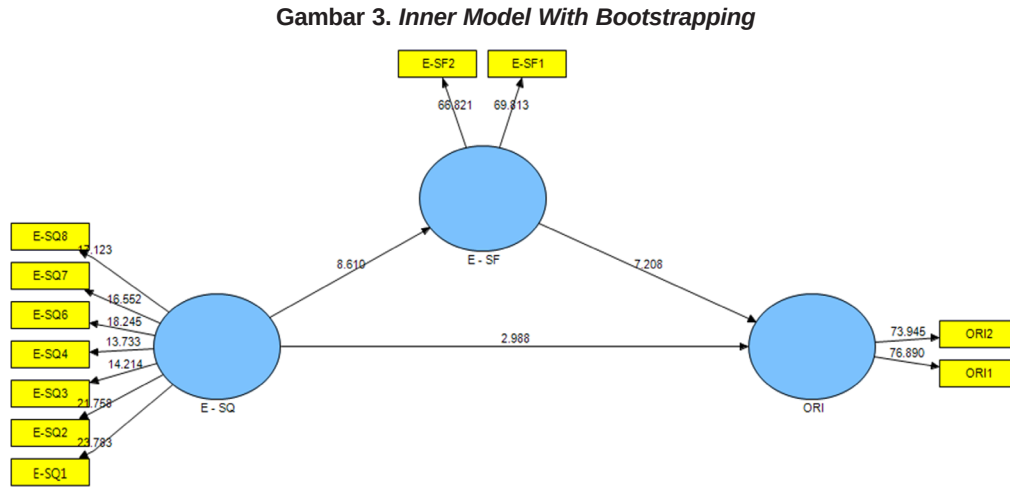 Gambar 3. Inner Model With Bootstrapping
E-SF2
E-SF1
66.821
69.813
E - SF
E-SQ8
17.123
E-SQ7
16.552
E-SQ6
18.245
E-SQ4
13.733
E-SQ3
14.214
E-SQ2
21.758
E-SQ1
23.783
E - SQ
8.610
7.208
2.988
ORI
73.945
ORI2
76.890
ORI1